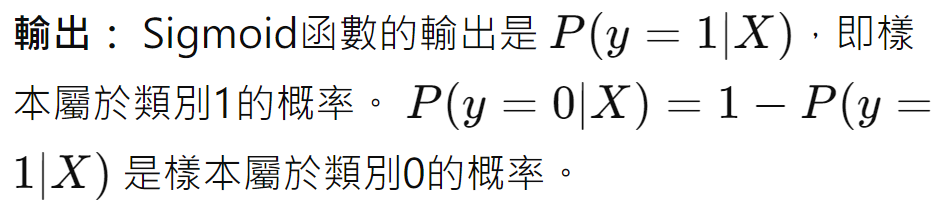 輸出： Sigmoid函數的輸出是 P(y = 1|X)，即樣
本屬於類別1的概率。 P(y = 0|X) = 1 − P(y =
1|X) 是樣本屬於類別0的概率。